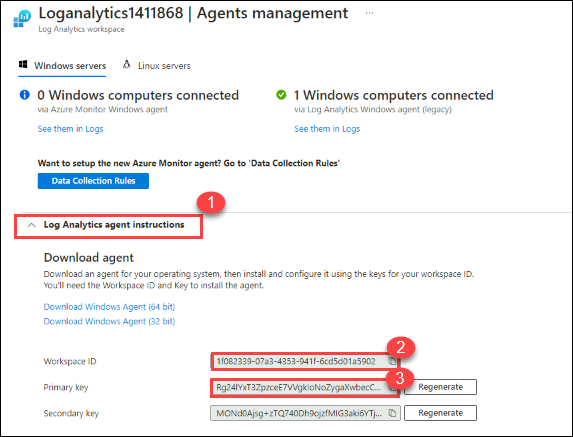 Loganalytics1411868 | Agents management ...
Log Analytics workspace
Windows servers
Linux servers
0 Windows computers connected
via Azure Monitor Windows agent
See them in Logs
1 Windows computers connected
via Log Analytics Windows agent (legacy)
See them in Logs
Want to setup the new Azure Monitor agent? Go to 'Data Collection Rules'
Data Collection Rules
1
Log Analytics agent instructions
Download agent
Download an agent for your operating system, then install and configure it using the keys for your workspace ID.
You'll need the Workspace ID and Key to install the agent.
Download Windows Agent (64 bit)
Download Windows Agent (32 bit)
2
Workspace ID
1f082339-07a3-4353-941f-6cd5d01a5902
3
Primary key
Rg24lYxT3ZpzceE7VVgkIoNoZygaXwbecC...
Regenerate
Secondary key
MONd0Ajsg+zTQ740Dh9ojzfMIG3aki6YTj...
Regenerate